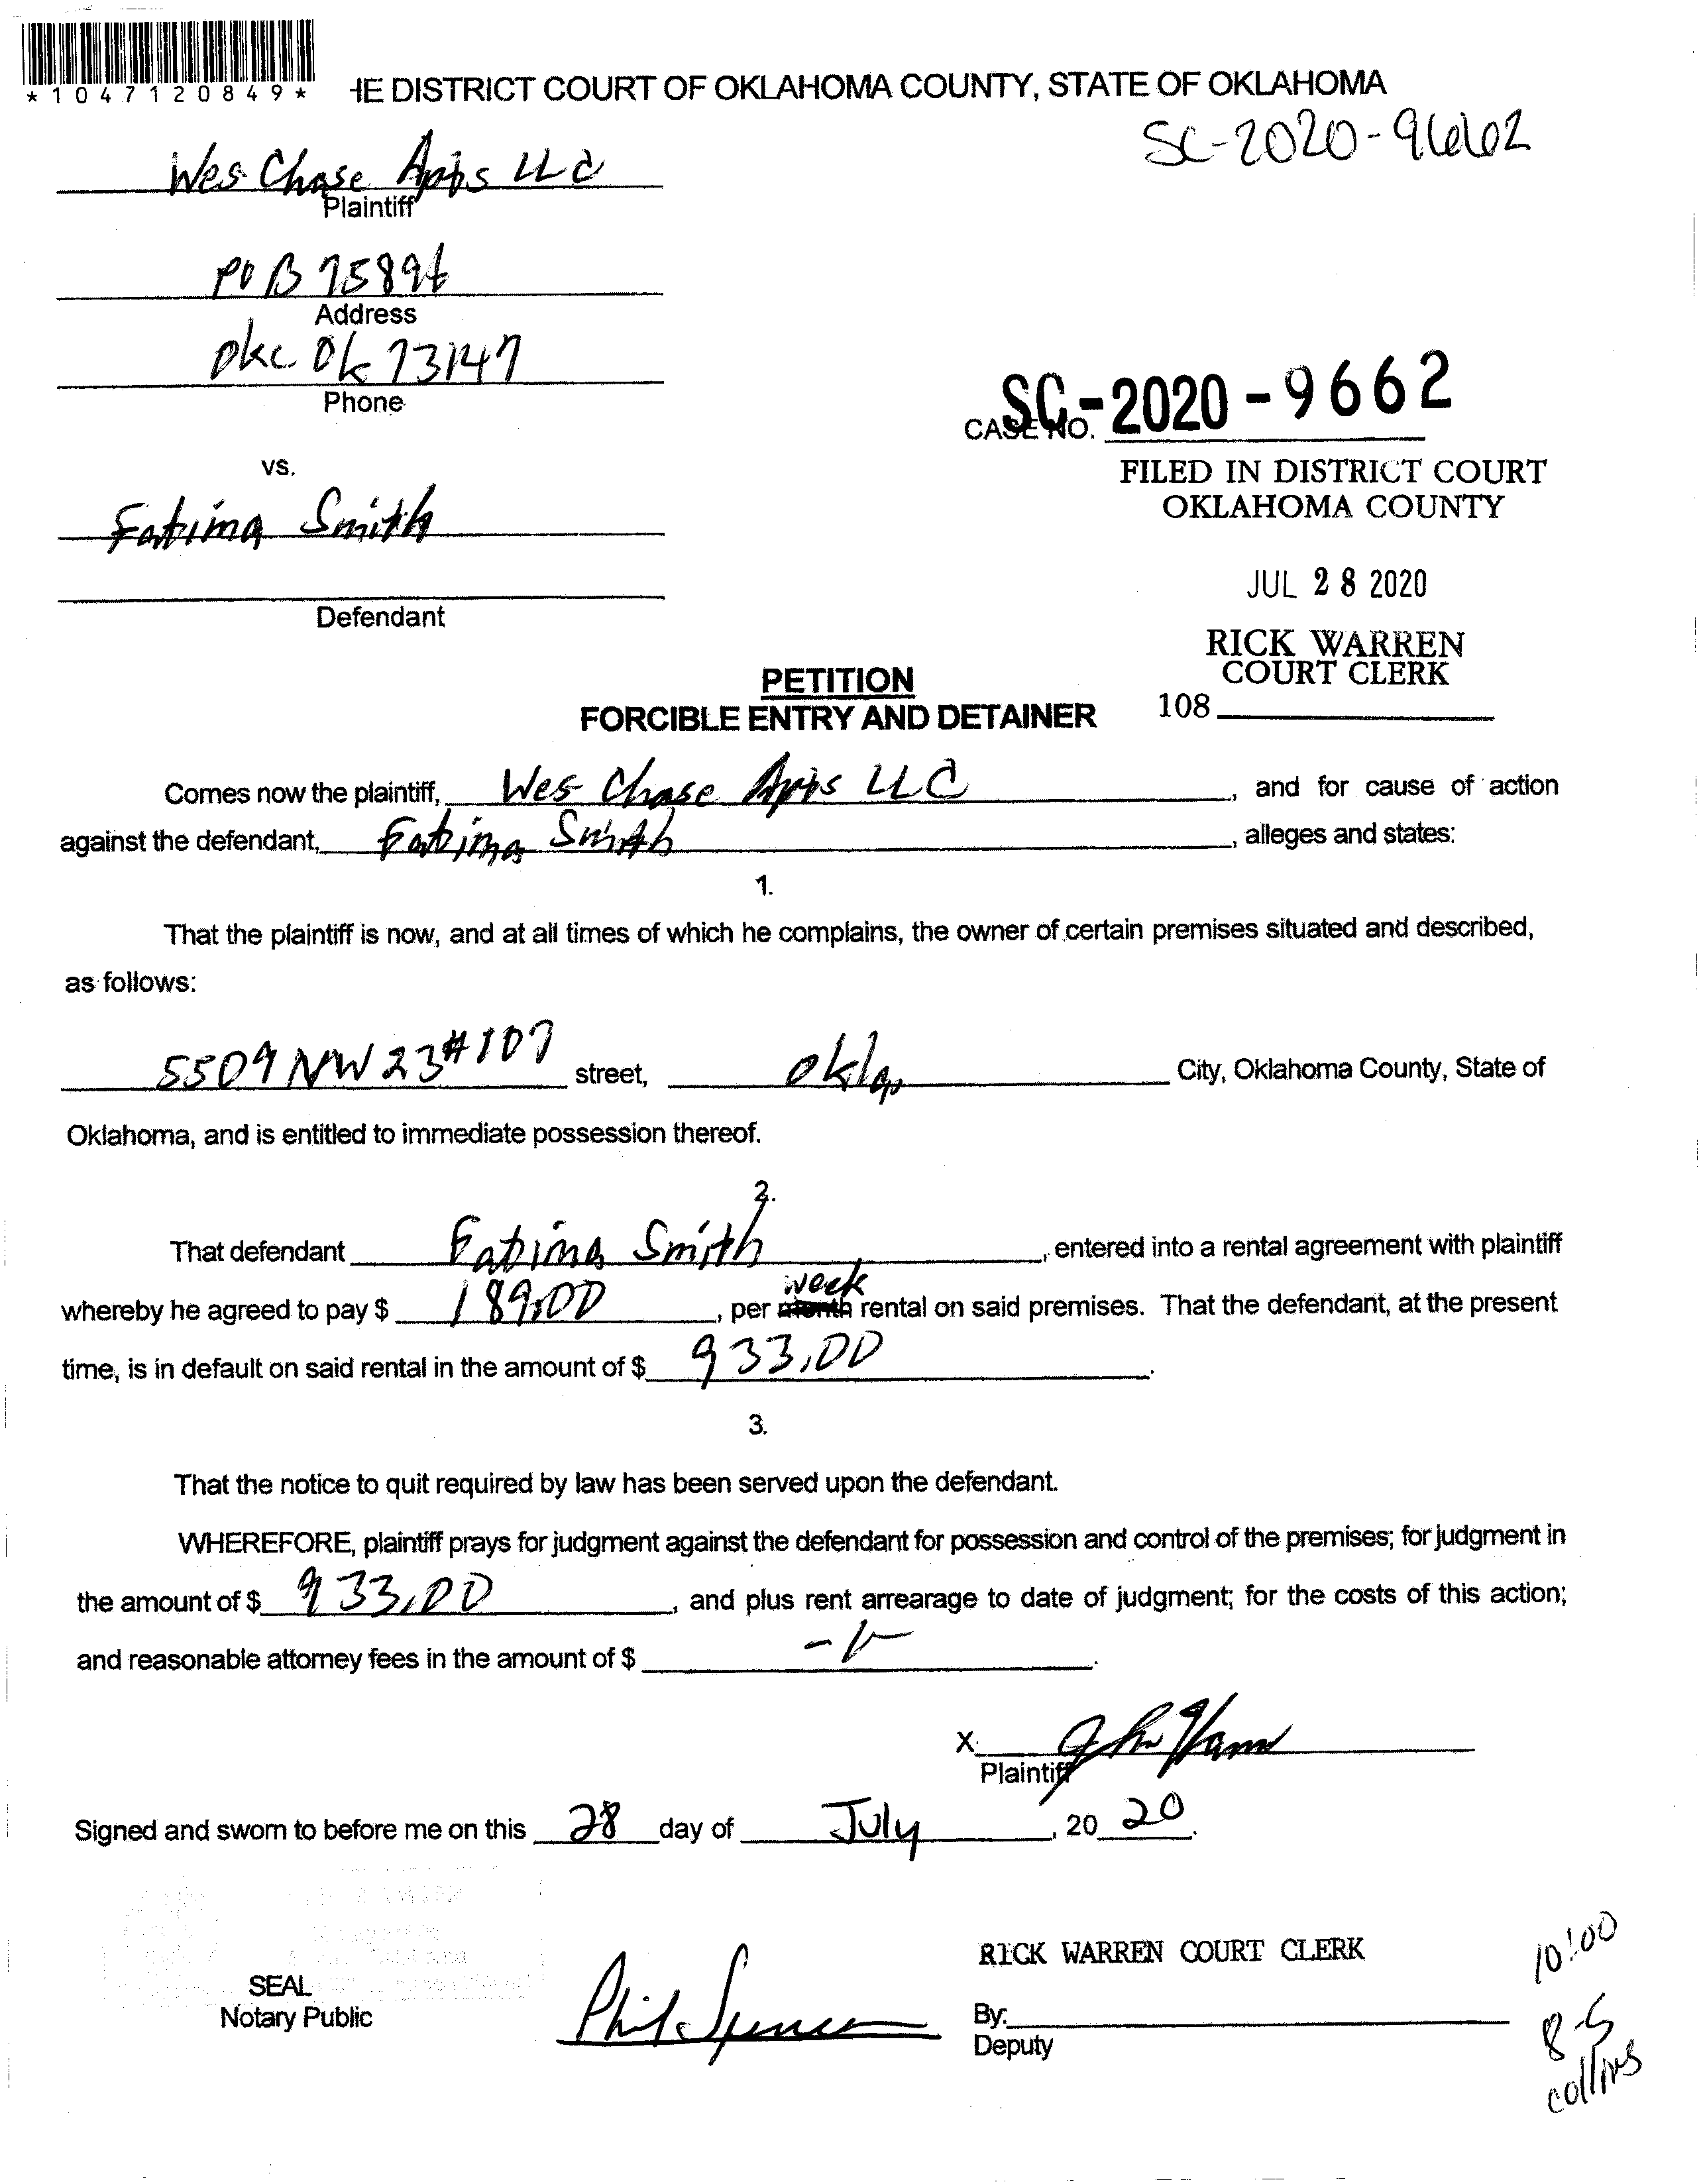 *1047120849*
HE DISTRICT COURT OF OKLAHOMA COUNTY, STATE OF OKLAHOMA
SC-2020-9662
Wes Chase Apts LLC
Plaintiff
POB 75896
Address
Okc Ok 73147
Phone
SC-2020-9662
CASE NO.
vs.
FILED IN DISTRICT COURT
OKLAHOMA COUNTY
Fatima Smith
JUL 28 2020
Defendant
RICK WARREN
COURT CLERK
108
PETITION
FORCIBLE ENTRY AND DETAINER
Comes now the plaintiff, Wes Chase Apts LLC, and for cause of action
against the defendant, Fatima Smith, alleges and states:
1.
That the plaintiff is now, and at all times of which he complains, the owner of certain premises situated and described,
as follows:
5509 NW 23 #107 street, Okla, City, Oklahoma County, State of
Oklahoma, and is entitled to immediate possession thereof.
2.
That defendant Fatima Smith, entered into a rental agreement with plaintiff
week
whereby he agreed to pay $ 189.00, per month rental on said premises. That the defendant, at the present
time, is in default on said rental in the amount of $ 933.00.
3.
That the notice to quit required by law has been served upon the defendant.
WHEREFORE, plaintiff prays for judgment against the defendant for possession and control of the premises; for judgment in
the amount of $ 933.00, and plus rent arrearage to date of judgment; for the costs of this action;
and reasonable attorney fees in the amount of $
X
Plaintiff
Signed and sworn to before me on this 28 day of July, 20 20.
RICK WARREN COURT CLERK
10:00
SEAL
Notary Public
Phil Spencer
By:
Deputy
8-5
collins